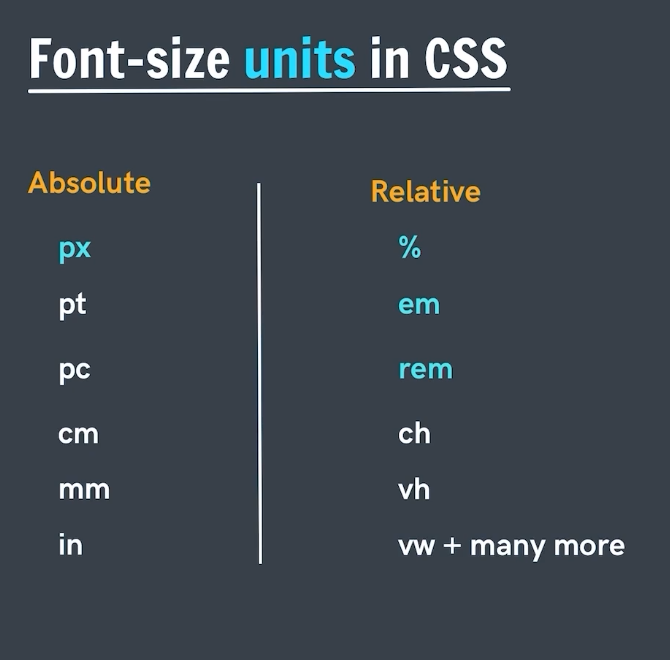 Font-size units in CSS
Absolute
px
pt
pc
cm
mm
in
Relative
%
em
rem
ch
vh
vw + many more